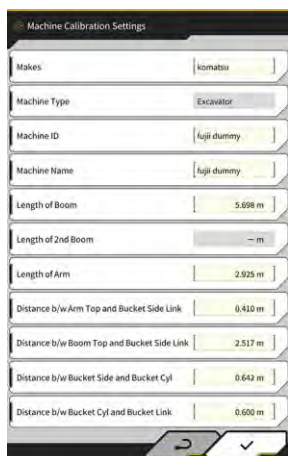 Machine Calibration Settings
Makes komatsu
Machine Type Excavator
Machine ID fujii dummy
Machine Name fujii dummy
Length of Boom 5.698 m
Length of 2nd Boom - m
Length of Arm 2.925 m
Distance b/w Arm Top and Bucket Side Link 0.410 m
Distance b/w Boom Top and Bucket Side Link 2.517 m
Distance b/w Bucket Side and Bucket Cyl 0.642 m
Distance b/w Bucket Cyl and Bucket Link 0.600 m